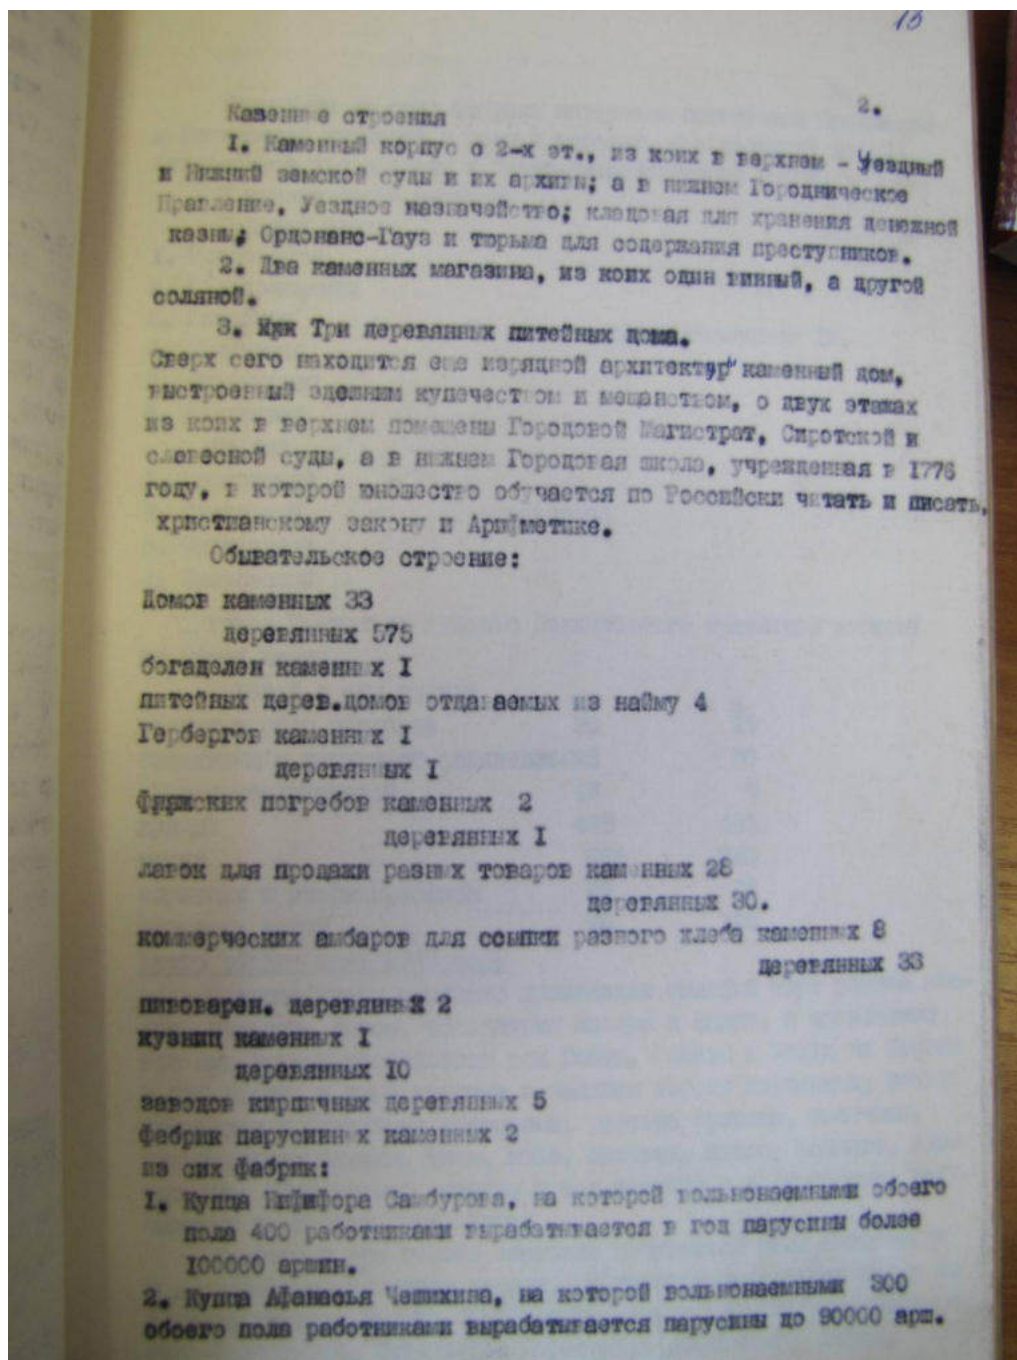 13
2.
Казенные строения
I. Каменный корпус о 2-х эт., из коих в верхнем - Уездный
и Нижний земской суды и их архивы; а в нижнем Городническое
Правление, Уездное казначейство; кладовая для хранения денежной
казны; Ордонанс-Гауз и тюрьма для содержания преступников.
2. Два каменных магазина, из коих один винный, а другой
соляной.
3. Три деревянных питейных дома.
Сверх сего находится еще изрядной архитектуры каменный дом,
выстроенный здешним купечеством и мещанством, о двух этажах
из коих в верхнем помещены Городовой Магистрат, Сиротской и
словесной суды, а в нижнем Городовая школа, учрежденная в 1776
году, в которой юношество обучается по Российски читать и писать,
христианскому закону и Арифметике.
Обывательское строение:
Домов каменных 33
деревянных 575
богаделен каменных I
питейных дерев.домов отдаваемых из найму 4
Гербергов каменных I
деревянных I
фряжских погребов каменных 2
деревянных I
лавок для продажи разных товаров каменных 28
деревянных 30.
коммерческих амбаров для ссыпки разного хлеба каменных 8
деревянных 33
пивоварен. деревянных 2
кузниц каменных I
деревянных IO
заводов кирпичных деревянных 5
фабрик парусинных каменных 2
из сих фабрик:
I. Купца Никифора Самбурова, на которой вольнонаемными обоего
пола 400 работниками вырабатывается в год парусины более
100000 аршин.
2. Купца Афанасья Чешихина, на которой вольнонаемными 300
обоего пола работниками вырабатывается парусины до 90000 арш.